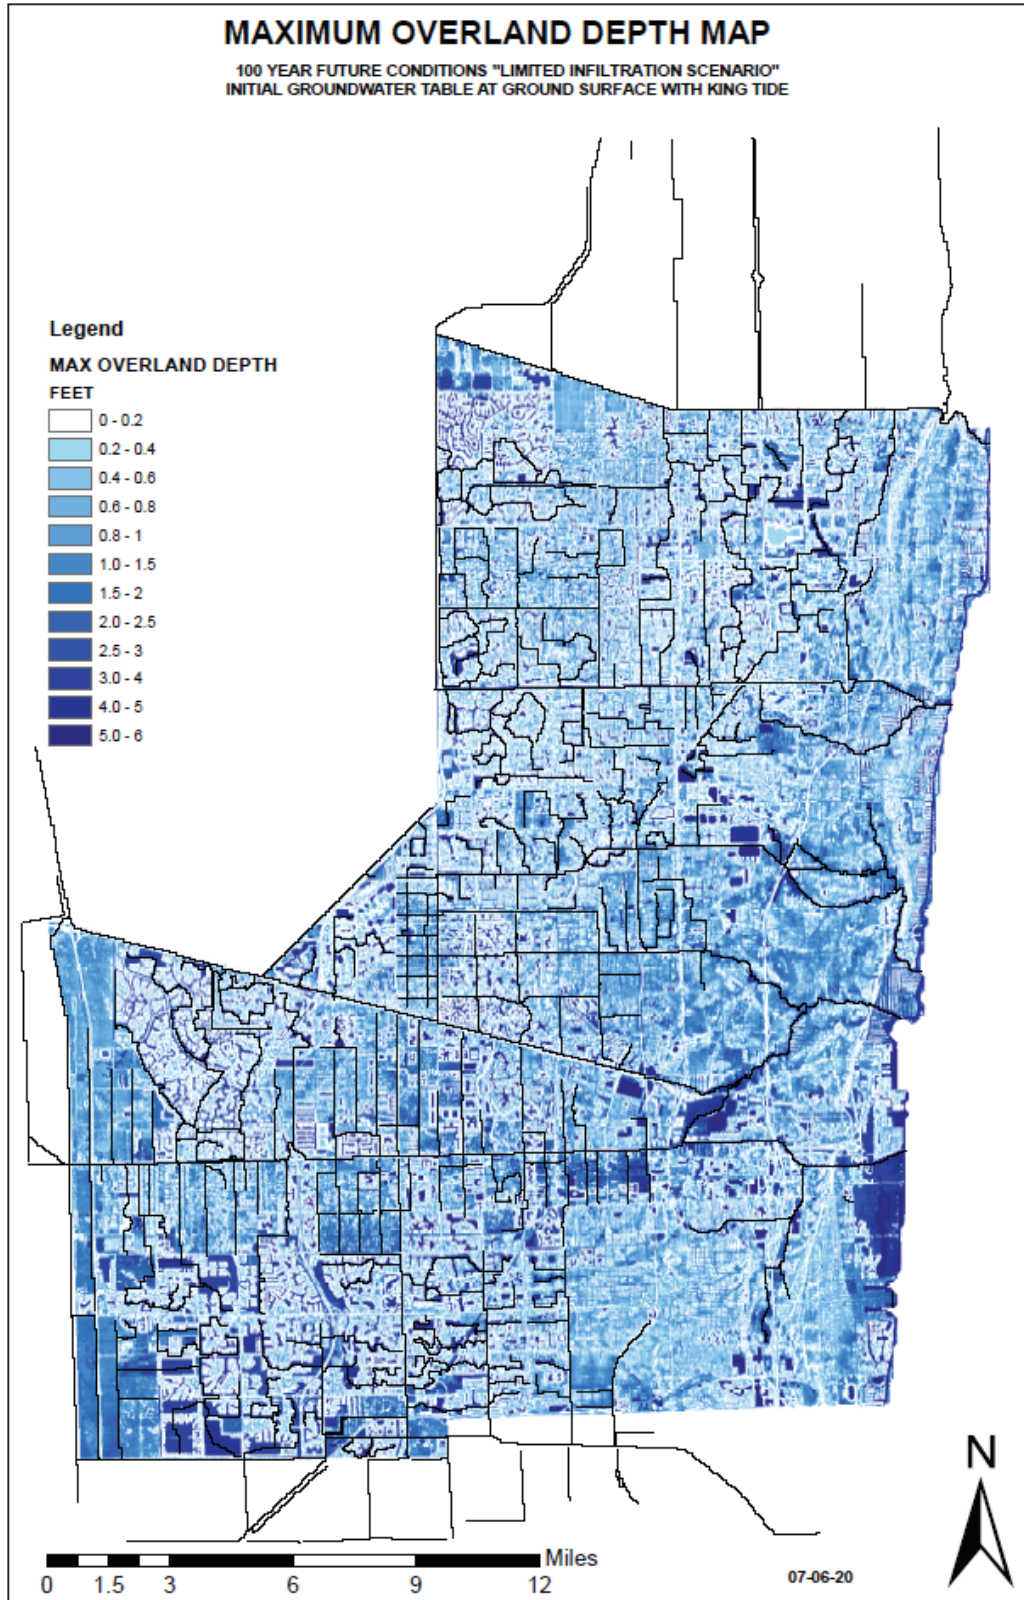 MAXIMUM OVERLAND DEPTH MAP
100 YEAR FUTURE CONDITIONS "LIMITED INFILTRATION SCENARIO"
INITIAL GROUNDWATER TABLE AT GROUND SURFACE WITH KING TIDE
Legend
MAX OVERLAND DEPTH
FEET
0 - 0.2
0.2 - 0.4
0.4 - 0.6
0.6 - 0.8
0.8 - 1
1.0 - 1.5
1.5 - 2
2.0 - 2.5
2.5 - 3
3.0 - 4
4.0 - 5
5.0 - 6
N
Miles
0 1.5 3 6 9 12
07-06-20